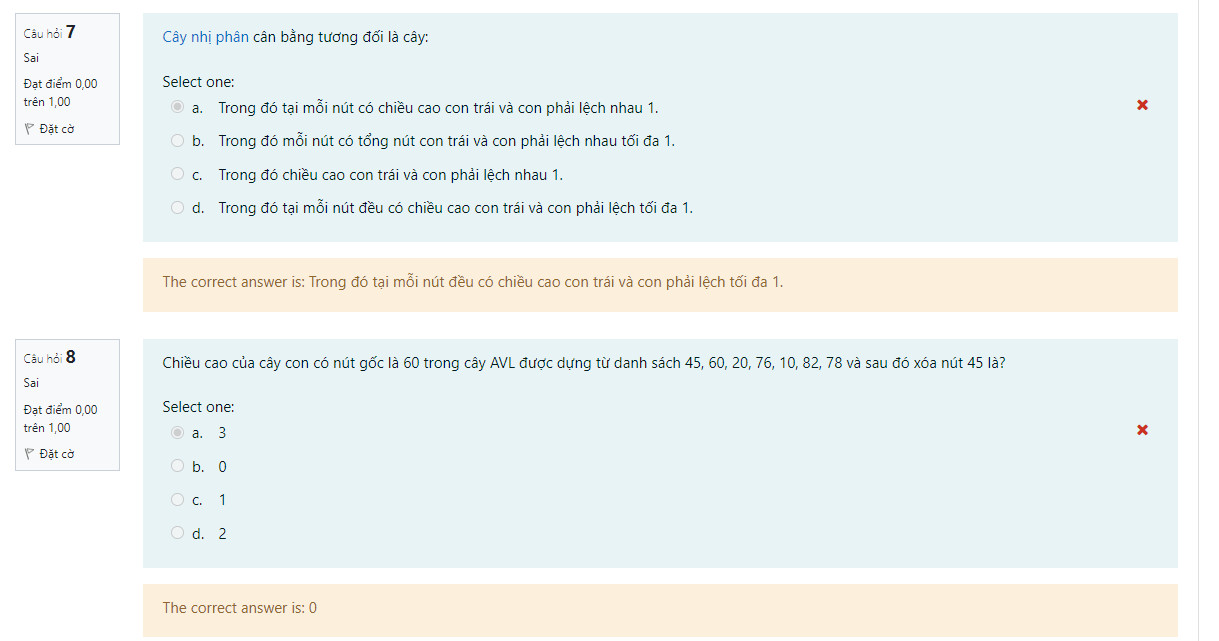 Câu hỏi 7
Sai
Đạt điểm 0,00
trên 1,00
Đặt cờ
Cây nhị phân cân bằng tương đối là cây:
Select one:
a. Trong đó tại mỗi nút có chiều cao con trái và con phải lệch nhau 1.
b. Trong đó mỗi nút có tổng nút con trái và con phải lệch nhau tối đa 1.
c. Trong đó chiều cao con trái và con phải lệch nhau 1.
d. Trong đó tại mỗi nút đều có chiều cao con trái và con phải lệch tối đa 1.
The correct answer is: Trong đó tại mỗi nút đều có chiều cao con trái và con phải lệch tối đa 1.
Câu hỏi 8
Sai
Đạt điểm 0,00
trên 1,00
Đặt cờ
Chiều cao của cây con có nút gốc là 60 trong cây AVL được dựng từ danh sách 45, 60, 20, 76, 10, 82, 78 và sau đó xóa nút 45 là?
Select one:
a. 3
b. 0
c. 1
d. 2
The correct answer is: 0